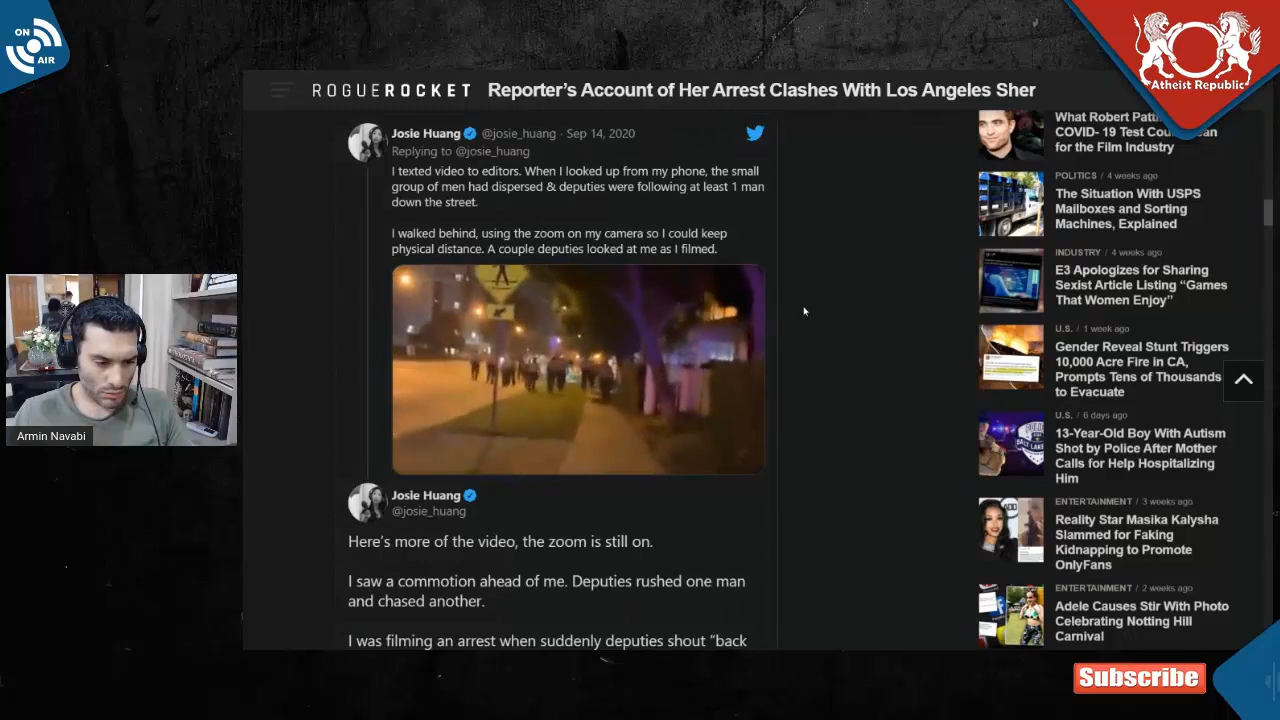 ON
AIR
ROGUEROCKET
Reporter's Account of Her Arrest Clashes With Los Angeles Sher
Atheist Republic
Josie Huang @josie_huang · Sep 14, 2020
Replying to @josie_huang
I texted video to editors. When I looked up from my phone, the small
group of men had dispersed & deputies were following at least 1 man
down the street.
I walked behind, using the zoom on my camera so I could keep
physical distance. A couple deputies looked at me as I filmed.
Josie Huang
@josie_huang
Here's more of the video, the zoom is still on.
I saw a commotion ahead of me. Deputies rushed one man
and chased another.
I was filming an arrest when suddenly deputies shout "back
What Robert
COVID- 19 Test
for the Film Industry
POLITICS / 4 weeks ago
The Situation With USPS
Mailboxes and Sorting
Machines, Explained
INDUSTRY / 4 weeks ago
E3 Apologizes for Sharing
Sexist Article Listing "Games
That Women Enjoy"
U.S. / 1 week ago
Gender Reveal Stunt Triggers
10,000 Acre Fire in CA,
Prompts Tens of Thousands
to Evacuate
U.S. / 6 days ago
13-Year-Old Boy With Autism
Shot by Police After Mother
Calls for Help Hospitalizing
Him
ENTERTAINMENT / 3 weeks ago
Reality Star Masika Kalysha
Slammed for Faking
Kidnapping to Promote
OnlyFans
ENTERTAINMENT / 2 weeks ago
Adele Causes Stir With Photo
Celebrating Notting Hill
Carnival
Armin Navabi
Subscribe